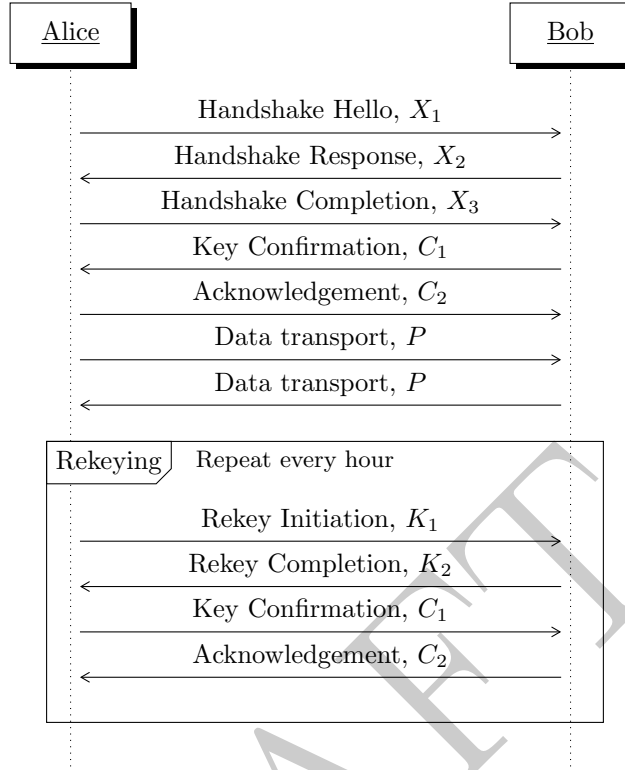 Alice
Bob
Handshake Hello, X₁
Handshake Response, X₂
Handshake Completion, X₃
Key Confirmation, C₁
Acknowledgement, C₂
Data transport, P
Data transport, P
Rekeying
Repeat every hour
Rekey Initiation, K₁
Rekey Completion, K₂
Key Confirmation, C₁
Acknowledgement, C₂